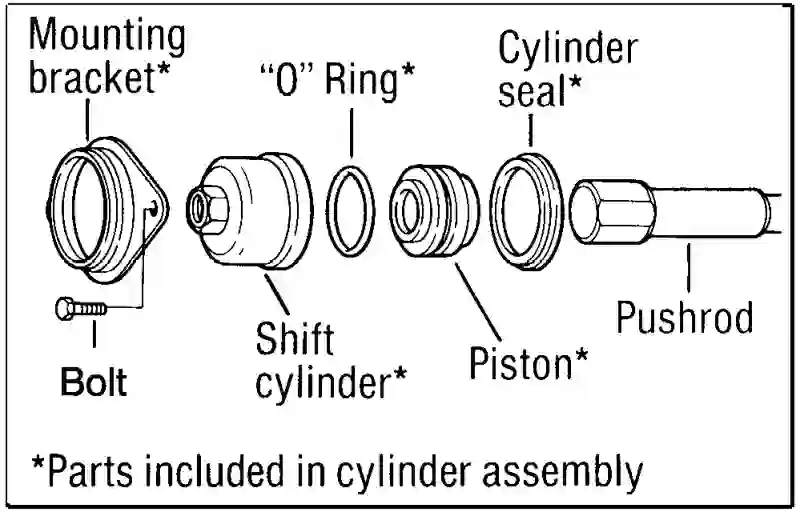 Mounting
bracket*
“O” Ring*
Cylinder
seal*
Bolt
Shift
cylinder*
Piston*
Pushrod
*Parts included in cylinder assembly